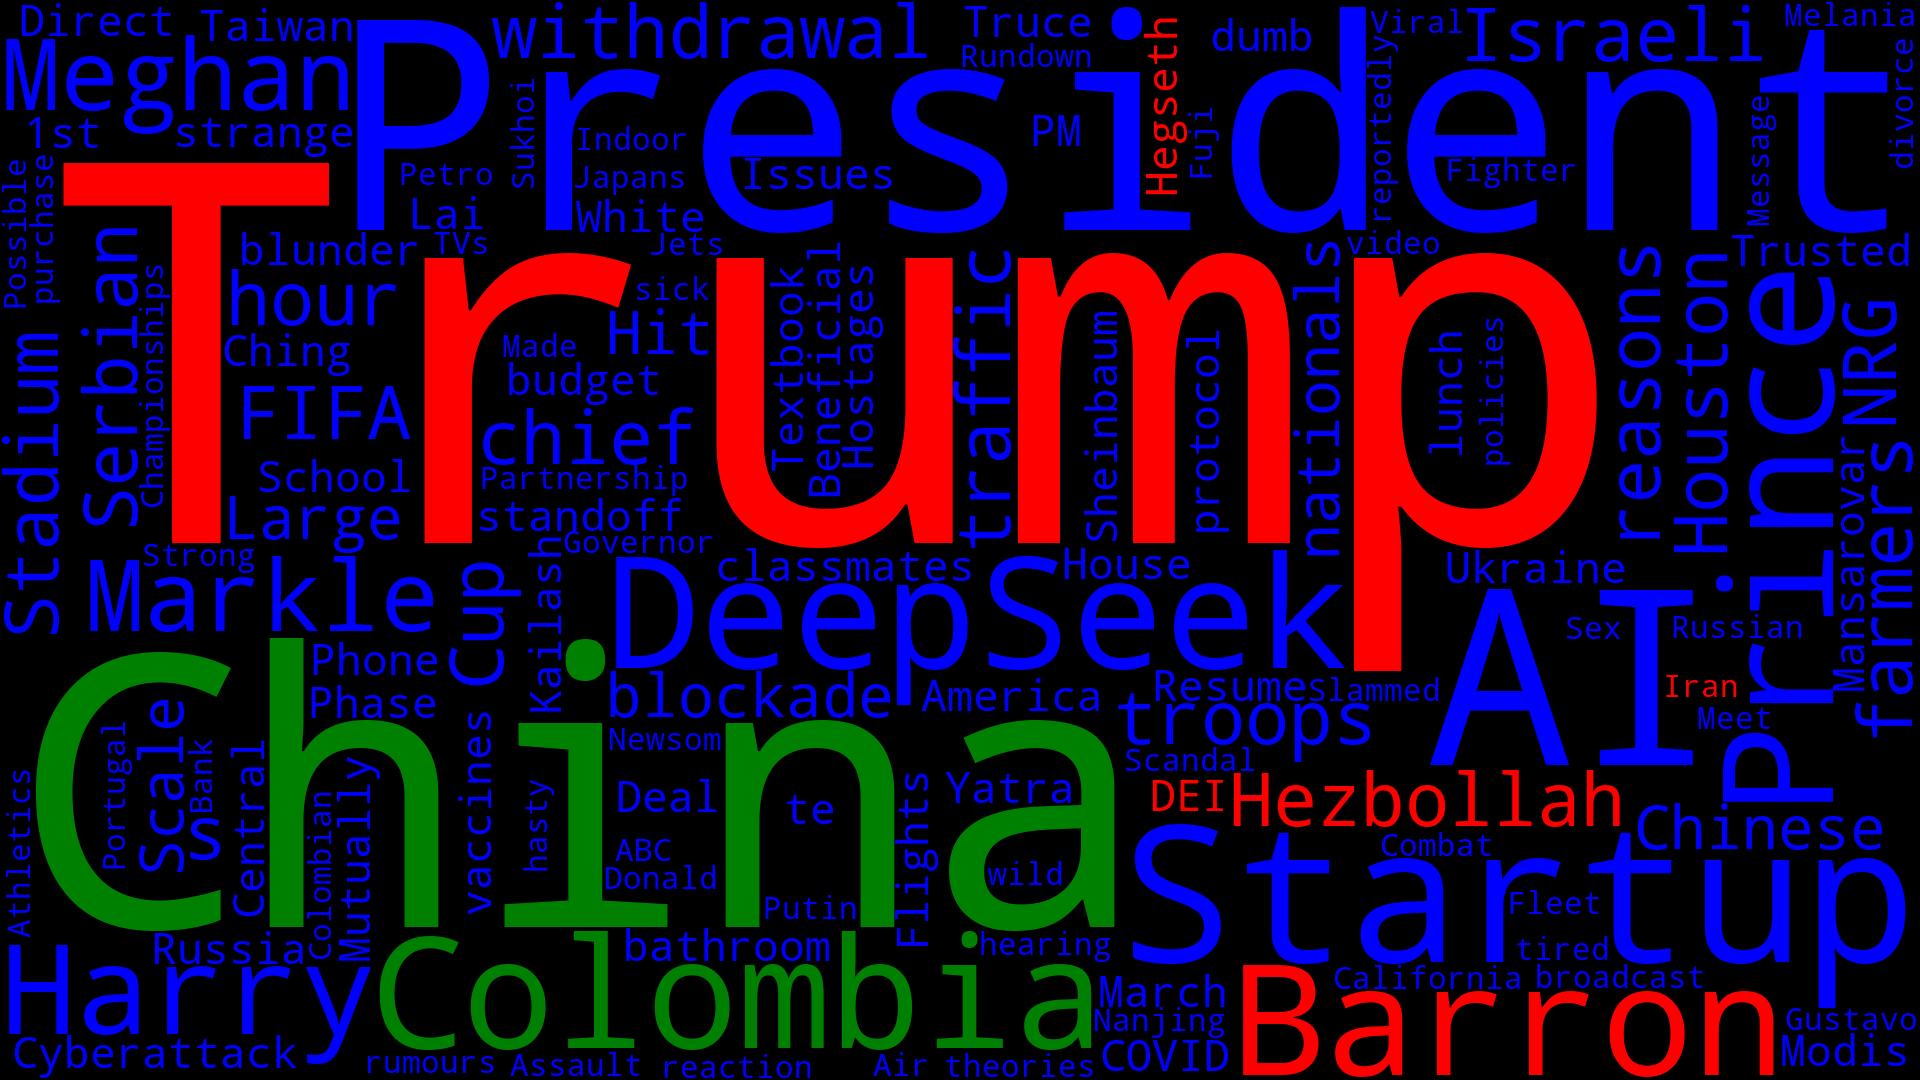 Direct
Taiwan
withdrawal
Truce
Rundown
dumb
Viral
Israeli
Melania
Meghan
President
Hegseth
reportedly
divorce
1st
strange
Sukhoi
Indoor
PM
Fuji
Fighter
Message
Petro
Japans
Issues
Lai
White
Possible
purchase
Trump
blunder
TVs
Jets
video
Trusted
Serbian
Championships
hour
sick
Hit
Textbook
Beneficial
Hostages
traffic
nationals
reasons
Houston
Prince
NRG
Ching
Made
budget
Sheinbaum
protocol
lunch
policies
Stadium
FIFA
chief
School
Partnership
Large
standoff
Governor
Mansarovar
farmers
Strong
Markle
Cup
Kailash
DeepSeek
classmates
House
Ukraine
AI
Sex
Russian
China
Phone
Phase
blockade
America
Resume
Slammed
troops
Iran
Meet
Portugal
Scale
Bank
S
Central
Colombian
Mutually
vaccines
hasty
Newsom
Scandal
Deal
te
Flights
Yatra
DEI
Hezbollah
Chinese
Athletics
ABC
Donald
wild
Startup
Combat
Putin
Fleet
Harry
Russia
Colombia
bathroom
hearing
tired
March
California
broadcast
Barron
Nanjing
Gustavo
Cyberattack
rumours
Assault
reaction
Air
theories
COVID
Modis